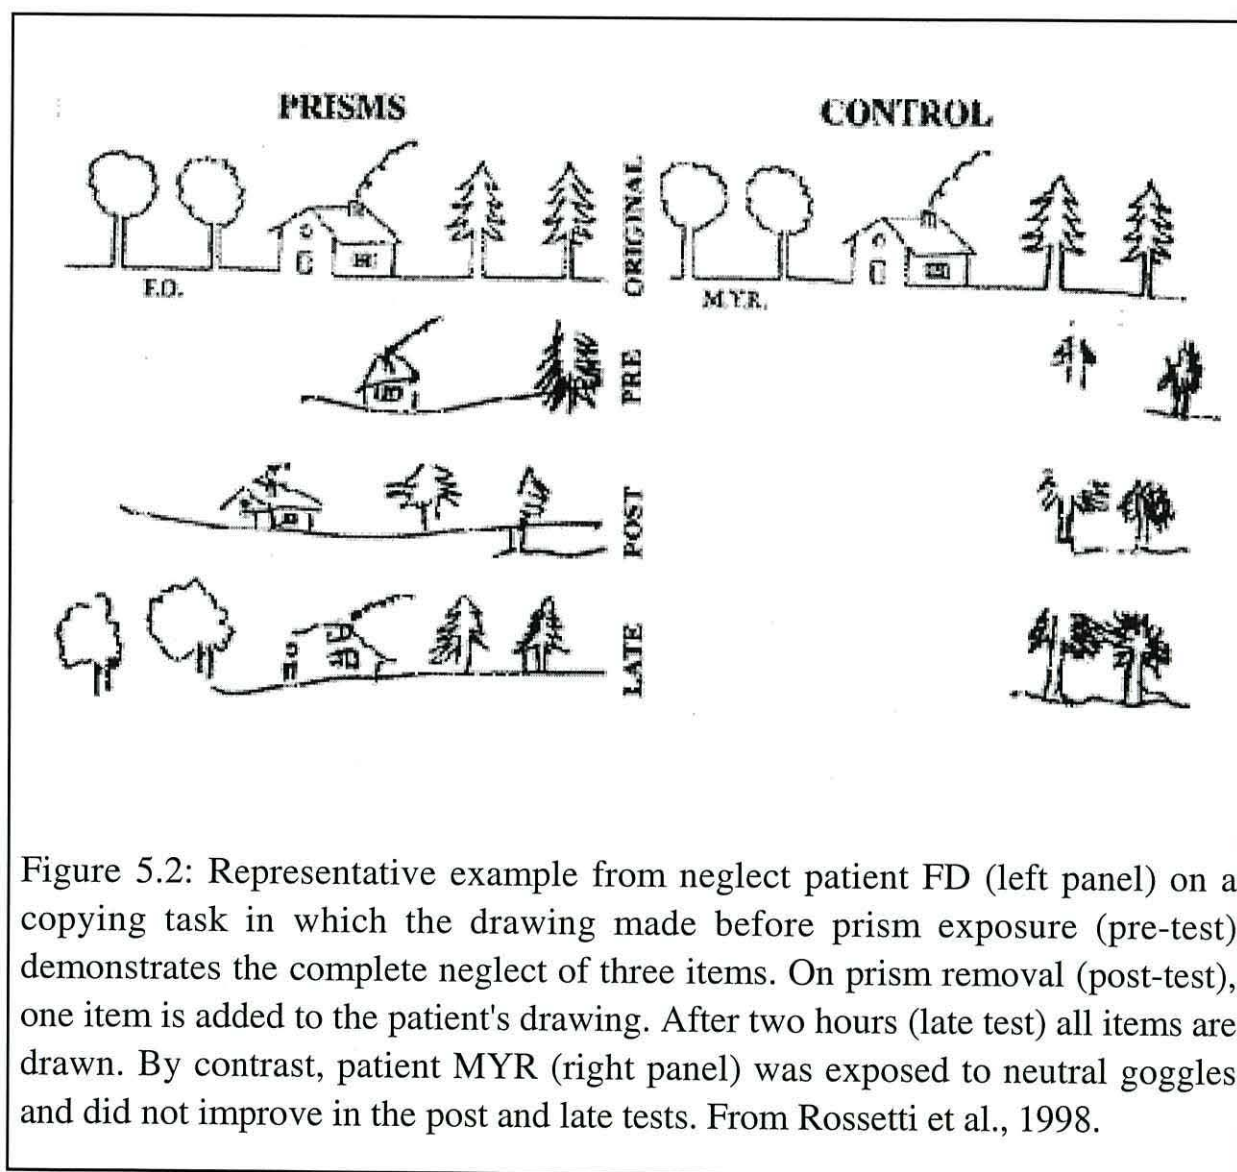 PRISMS
CONTROL
ORIGINAL
F.D.
M.Y.R.
PRE
POST
LATE
Figure 5.2: Representative example from neglect patient FD (left panel) on a
copying task in which the drawing made before prism exposure (pre-test)
demonstrates the complete neglect of three items. On prism removal (post-test),
one item is added to the patient's drawing. After two hours (late test) all items are
drawn. By contrast, patient MYR (right panel) was exposed to neutral goggles
and did not improve in the post and late tests. From Rossetti et al., 1998.